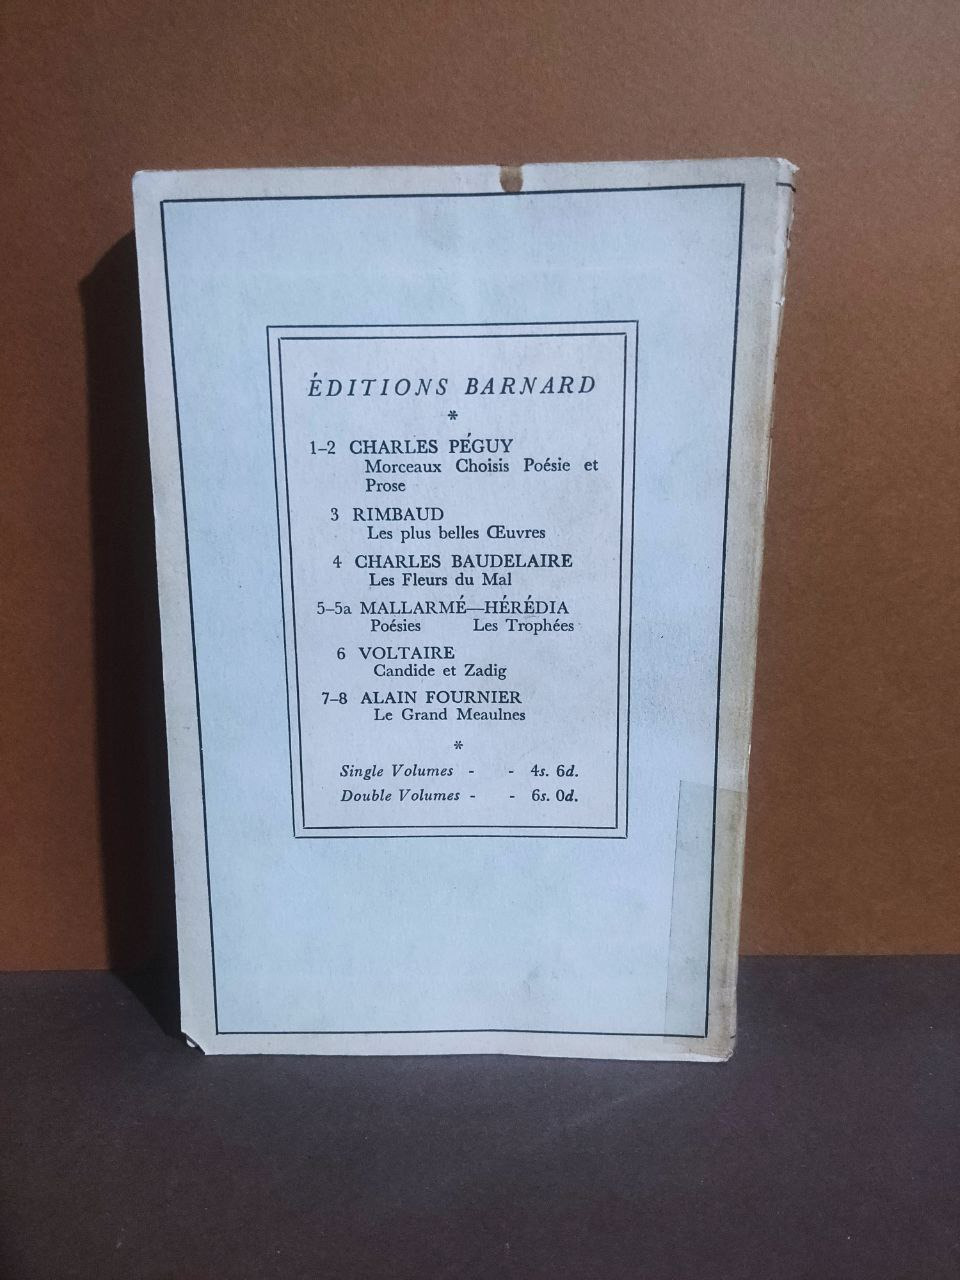 ÉDITIONS BARNARD
*
1–2 CHARLES PÉGUY
Morceaux Choisis Poésie et
Prose
3 RIMBAUD
Les plus belles Œuvres
4 CHARLES BAUDELAIRE
Les Fleurs du Mal
5–5a MALLARMÉ—HÉRÉDIA
Poésies Les Trophées
6 VOLTAIRE
Candide et Zadig
7–8 ALAIN FOURNIER
Le Grand Meaulnes
*
Single Volumes - - 4s. 6d.
Double Volumes - - 6s. 0d.